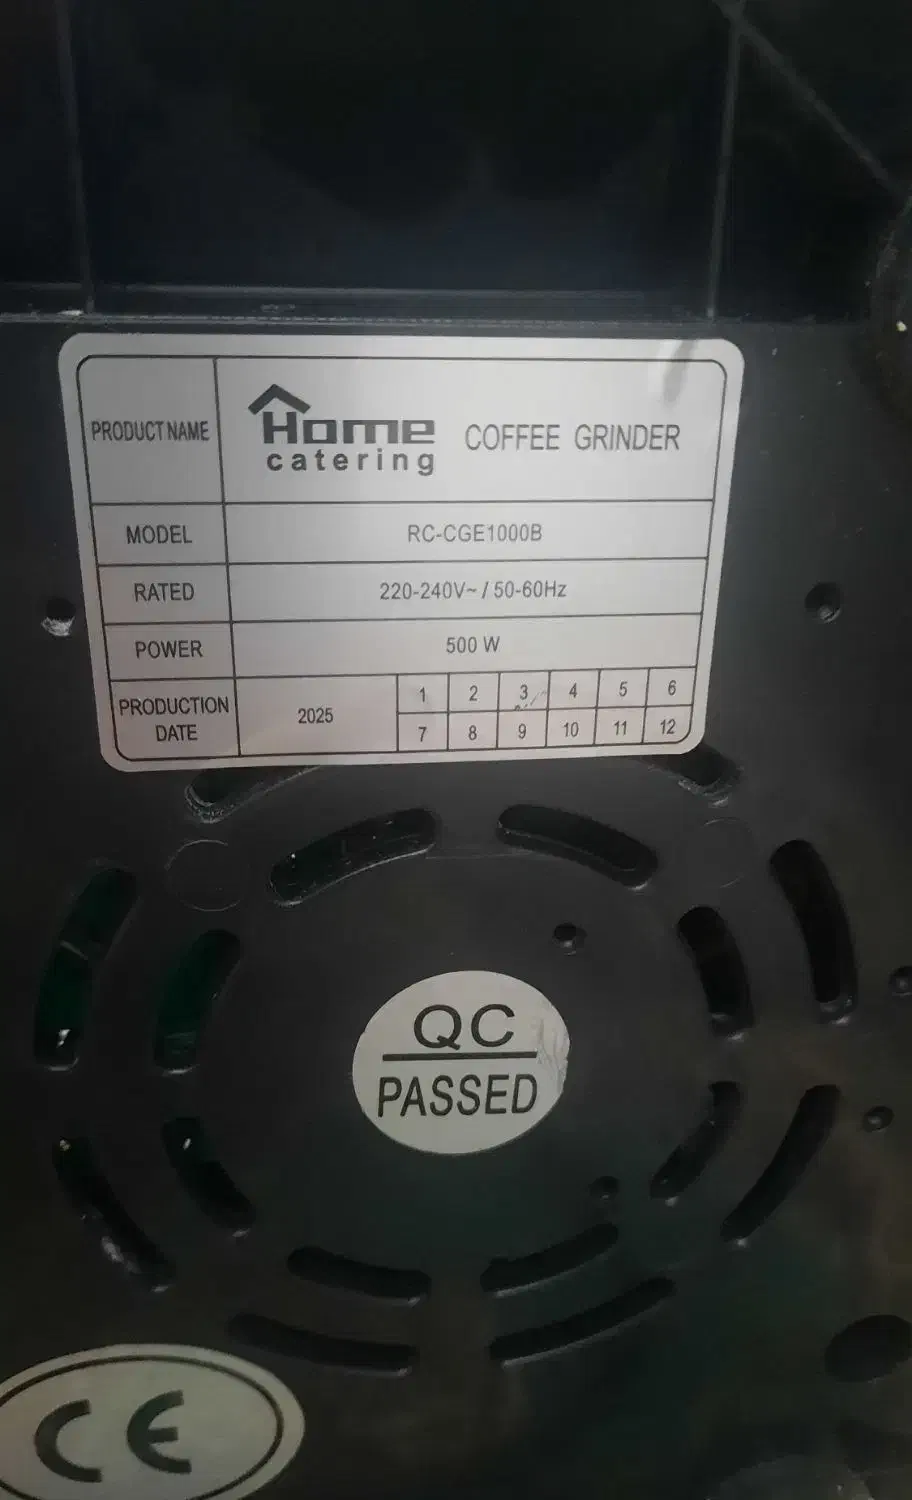 PRODUCT NAME
Home
catering
COFFEE GRINDER
MODEL
RC-CGE1000B
RATED
220-240V~ / 50-60Hz
POWER
500 W
PRODUCTION
DATE
2025
1 2 3 4 5 6
7 8 9 10 11 12
QC
PASSED
CE